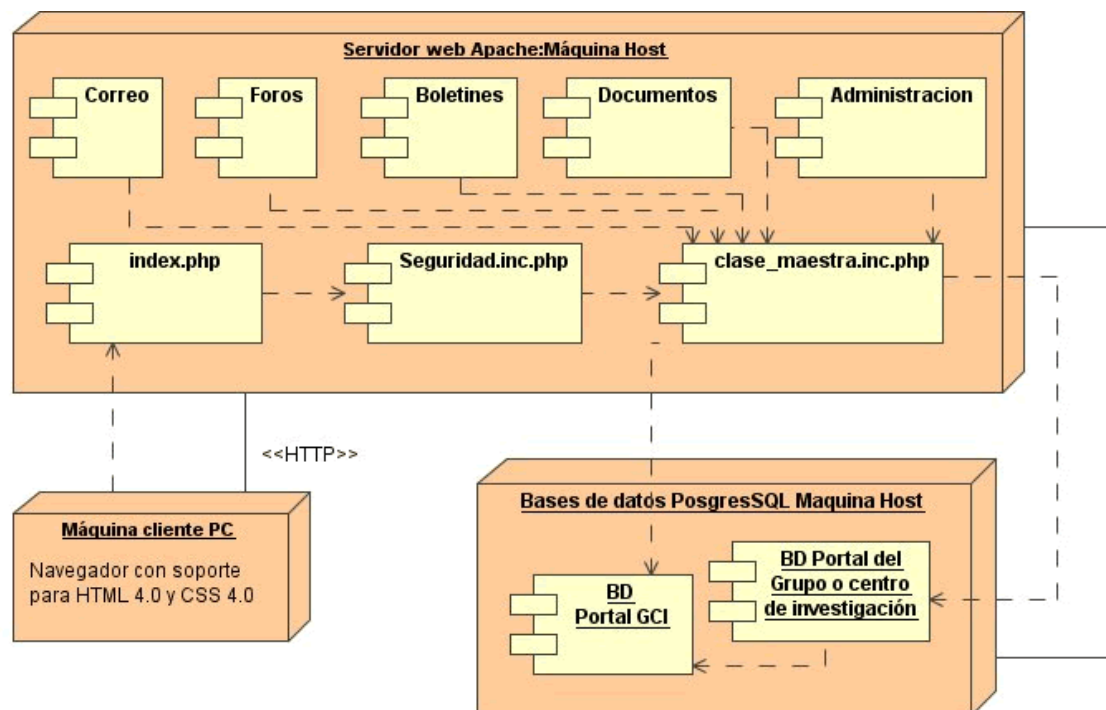 Servidor web Apache:Máquina Host
Correo
Foros
Boletines
Documentos
Administracion
index.php
Seguridad.inc.php
clase_maestra.inc.php
<<HTTP>>
Máquina cliente PC
Navegador con soporte
para HTML 4.0 y CSS 4.0
Bases de datos PosgresSQL Maquina Host
BD
Portal GCI
BD Portal del
Grupo o centro
de investigación